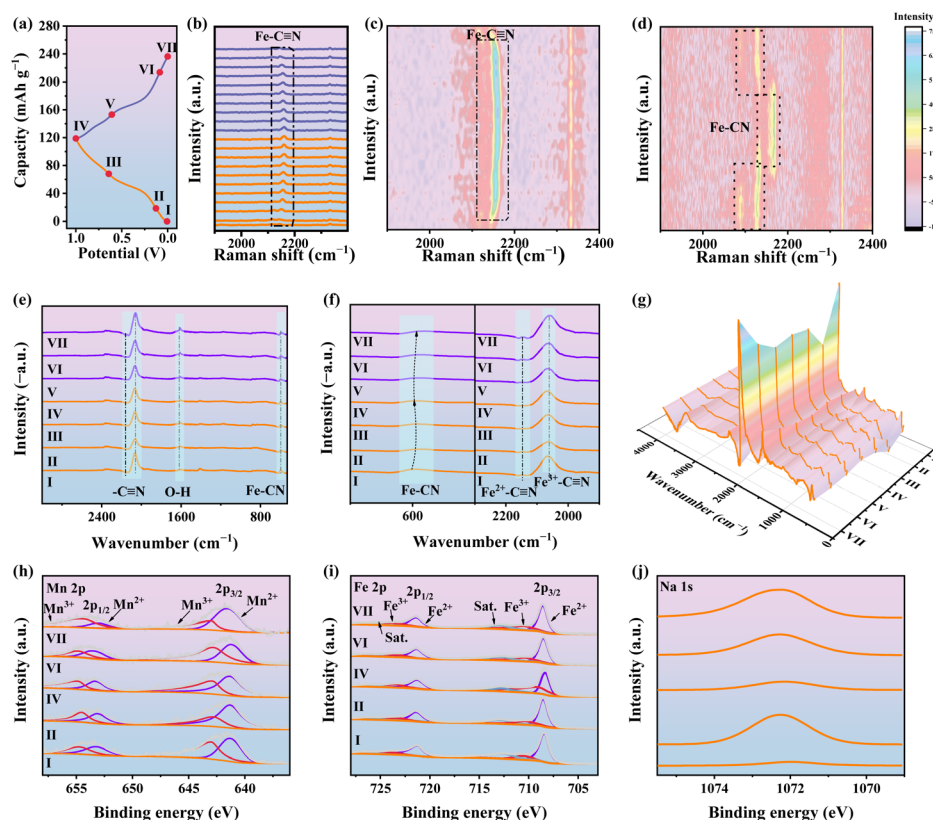 (a)
Capacity (mAh g⁻¹)
280
240
200
160
120
80
40
0
VII
VI
V
IV
III
II
I
1.0
0.5
0.0
Potential (V)
(b)
Fe-C≡N
Intensity (a.u.)
2000
2200
Raman shift (cm⁻¹)
(c)
Fe-C≡N
Intensity (a.u.)
2000
2200
2400
Raman shift (cm⁻¹)
(d)
Fe-CN
Intensity (a.u.)
2000
2200
2400
Raman shift (cm⁻¹)
Intensity
(e)
Intensity (−a.u.)
VII
VI
V
IV
III
II
I
-C≡N
O-H
Fe-CN
2400
1600
800
Wavenumber (cm⁻¹)
(f)
Intensity (−a.u.)
VII
VI
V
IV
III
II
I
Fe-CN
VII
VI
V
IV
III
II
I
Fe²⁺-C≡N
Fe³⁺-C≡N
600
2100
2000
Wavenumber (cm⁻¹)
(g)
4000
3000
2000
1000
0
Wavenumber (cm⁻¹)
II
III
IV
V
VI
VII
(h)
Mn 2p
Mn³⁺
2p₁/₂
Mn²⁺
Mn³⁺
2p₃/₂
Mn²⁺
VII
VI
IV
II
I
Intensity (a.u.)
655
650
645
640
Binding energy (eV)
(i)
Fe 2p
Fe³⁺
2p₁/₂
Fe²⁺
Sat.
Sat.
Fe³⁺
2p₃/₂
Fe²⁺
VII
VI
IV
II
I
Intensity (a.u.)
725
720
715
710
705
Binding energy (eV)
(j)
Na 1s
Intensity (a.u.)
1074
1072
1070
Binding energy (eV)